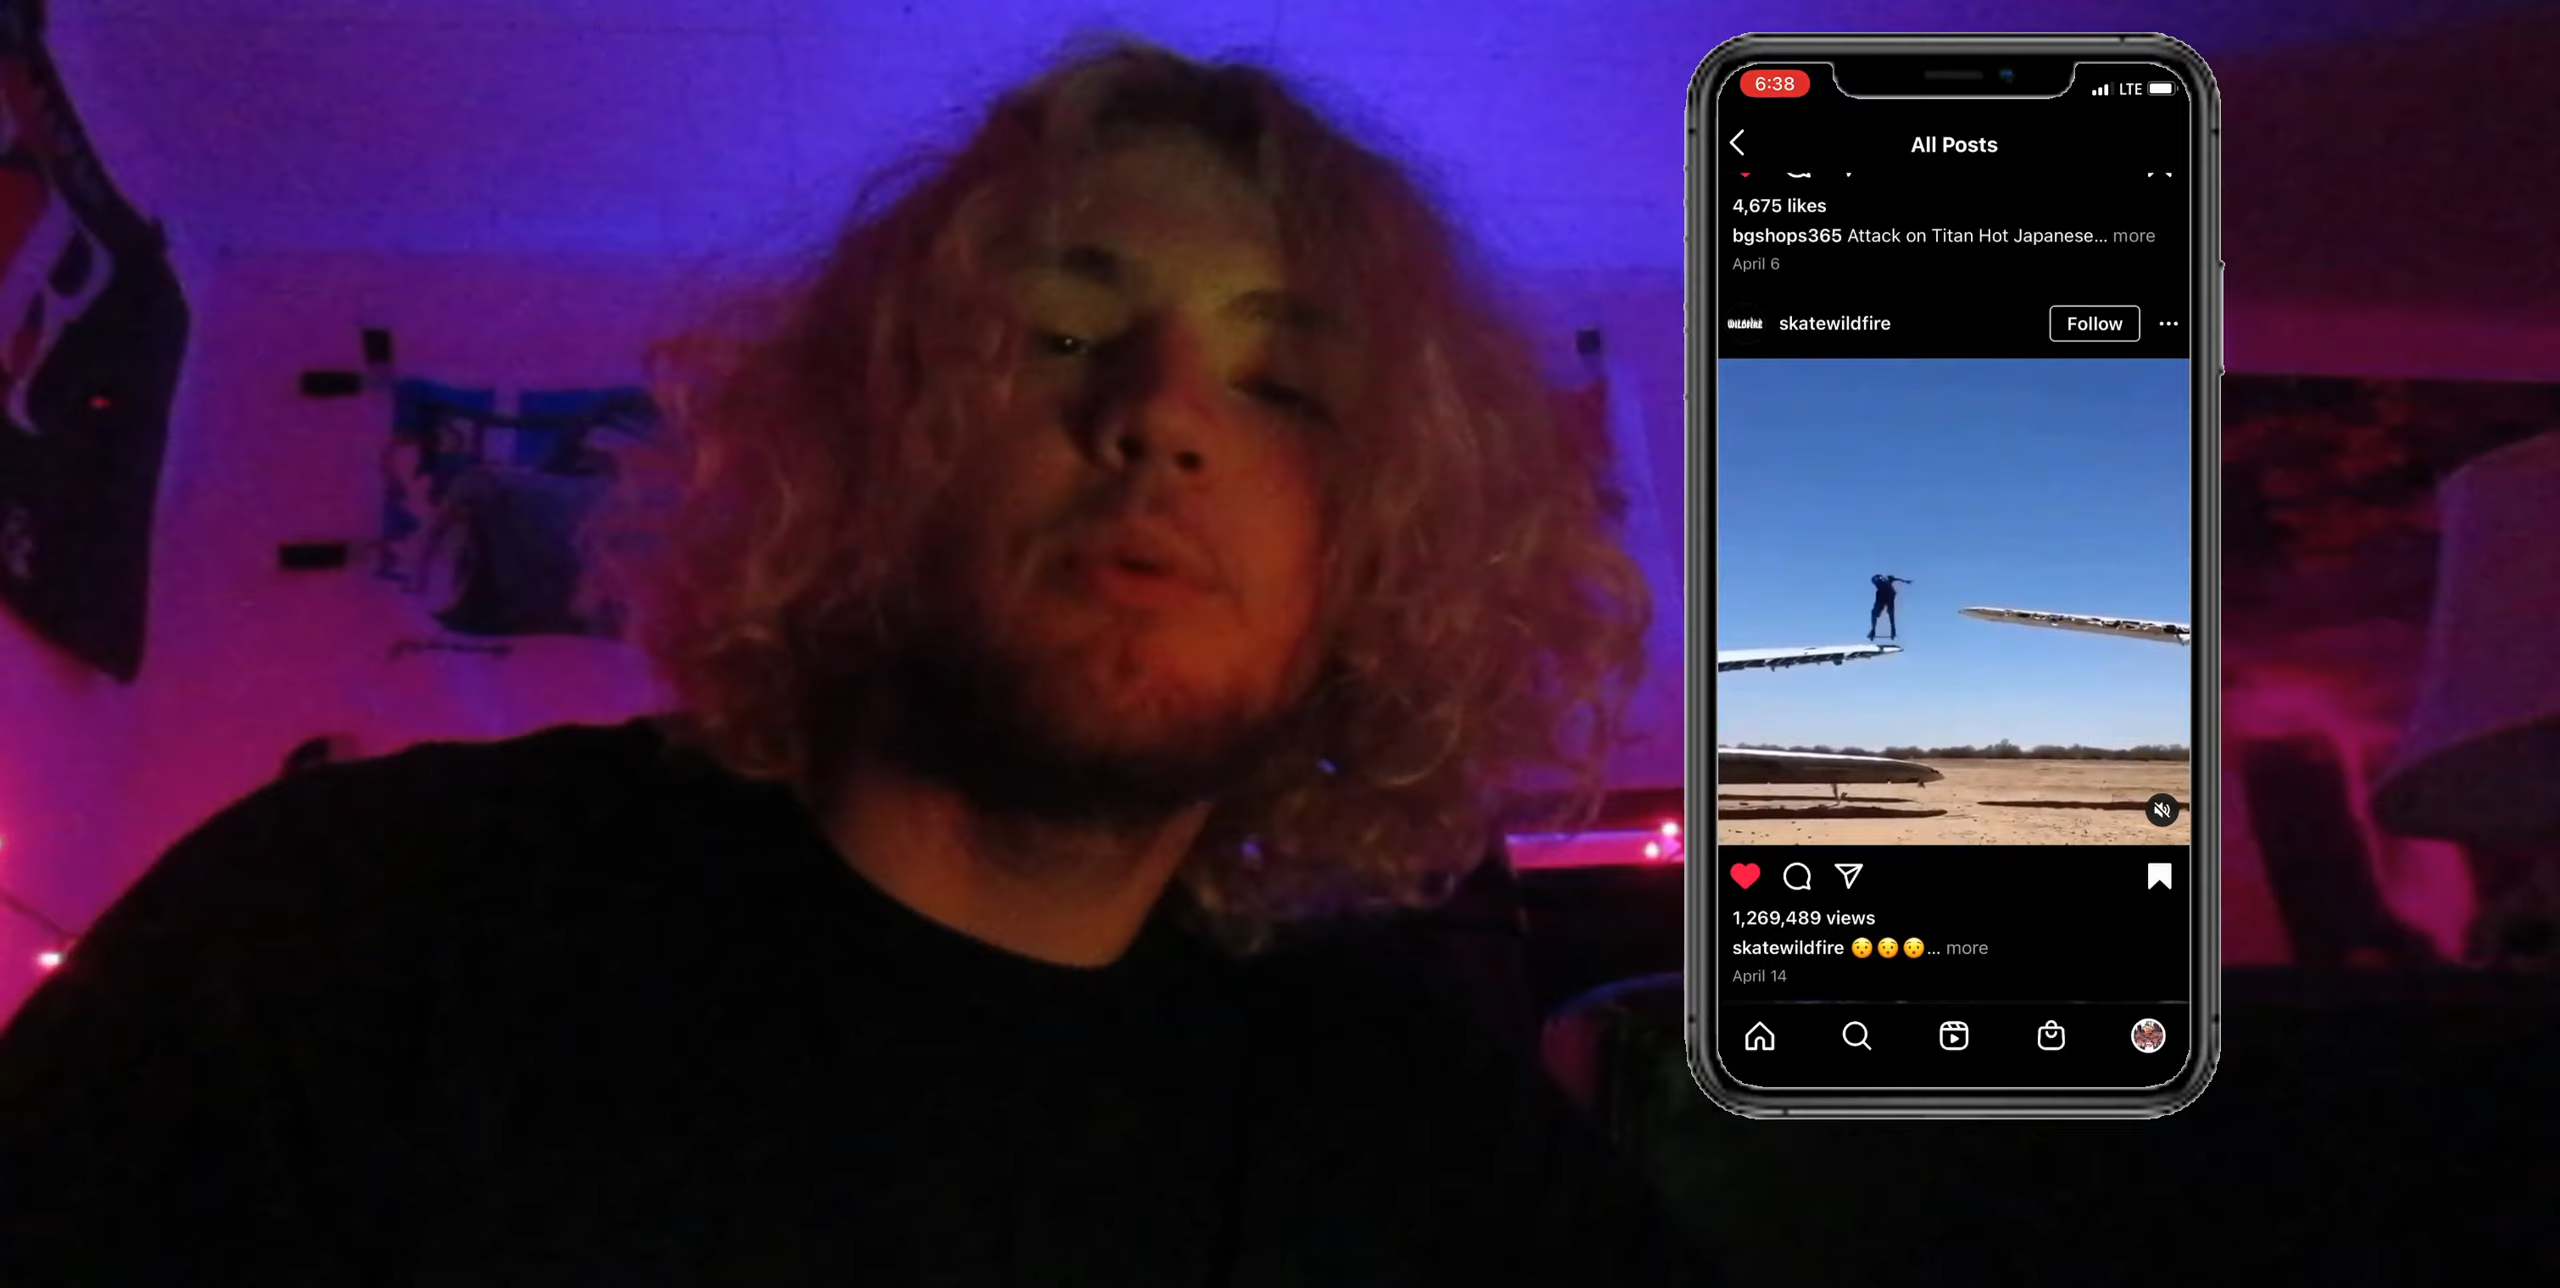 6:38
LTE
All Posts
4,675 likes
bgshops365 Attack on Titan Hot Japanese... more
April 6
WILDFIRE
skatewildfire
Follow
1,269,489 views
skatewildfire 😯😯😯... more
April 14